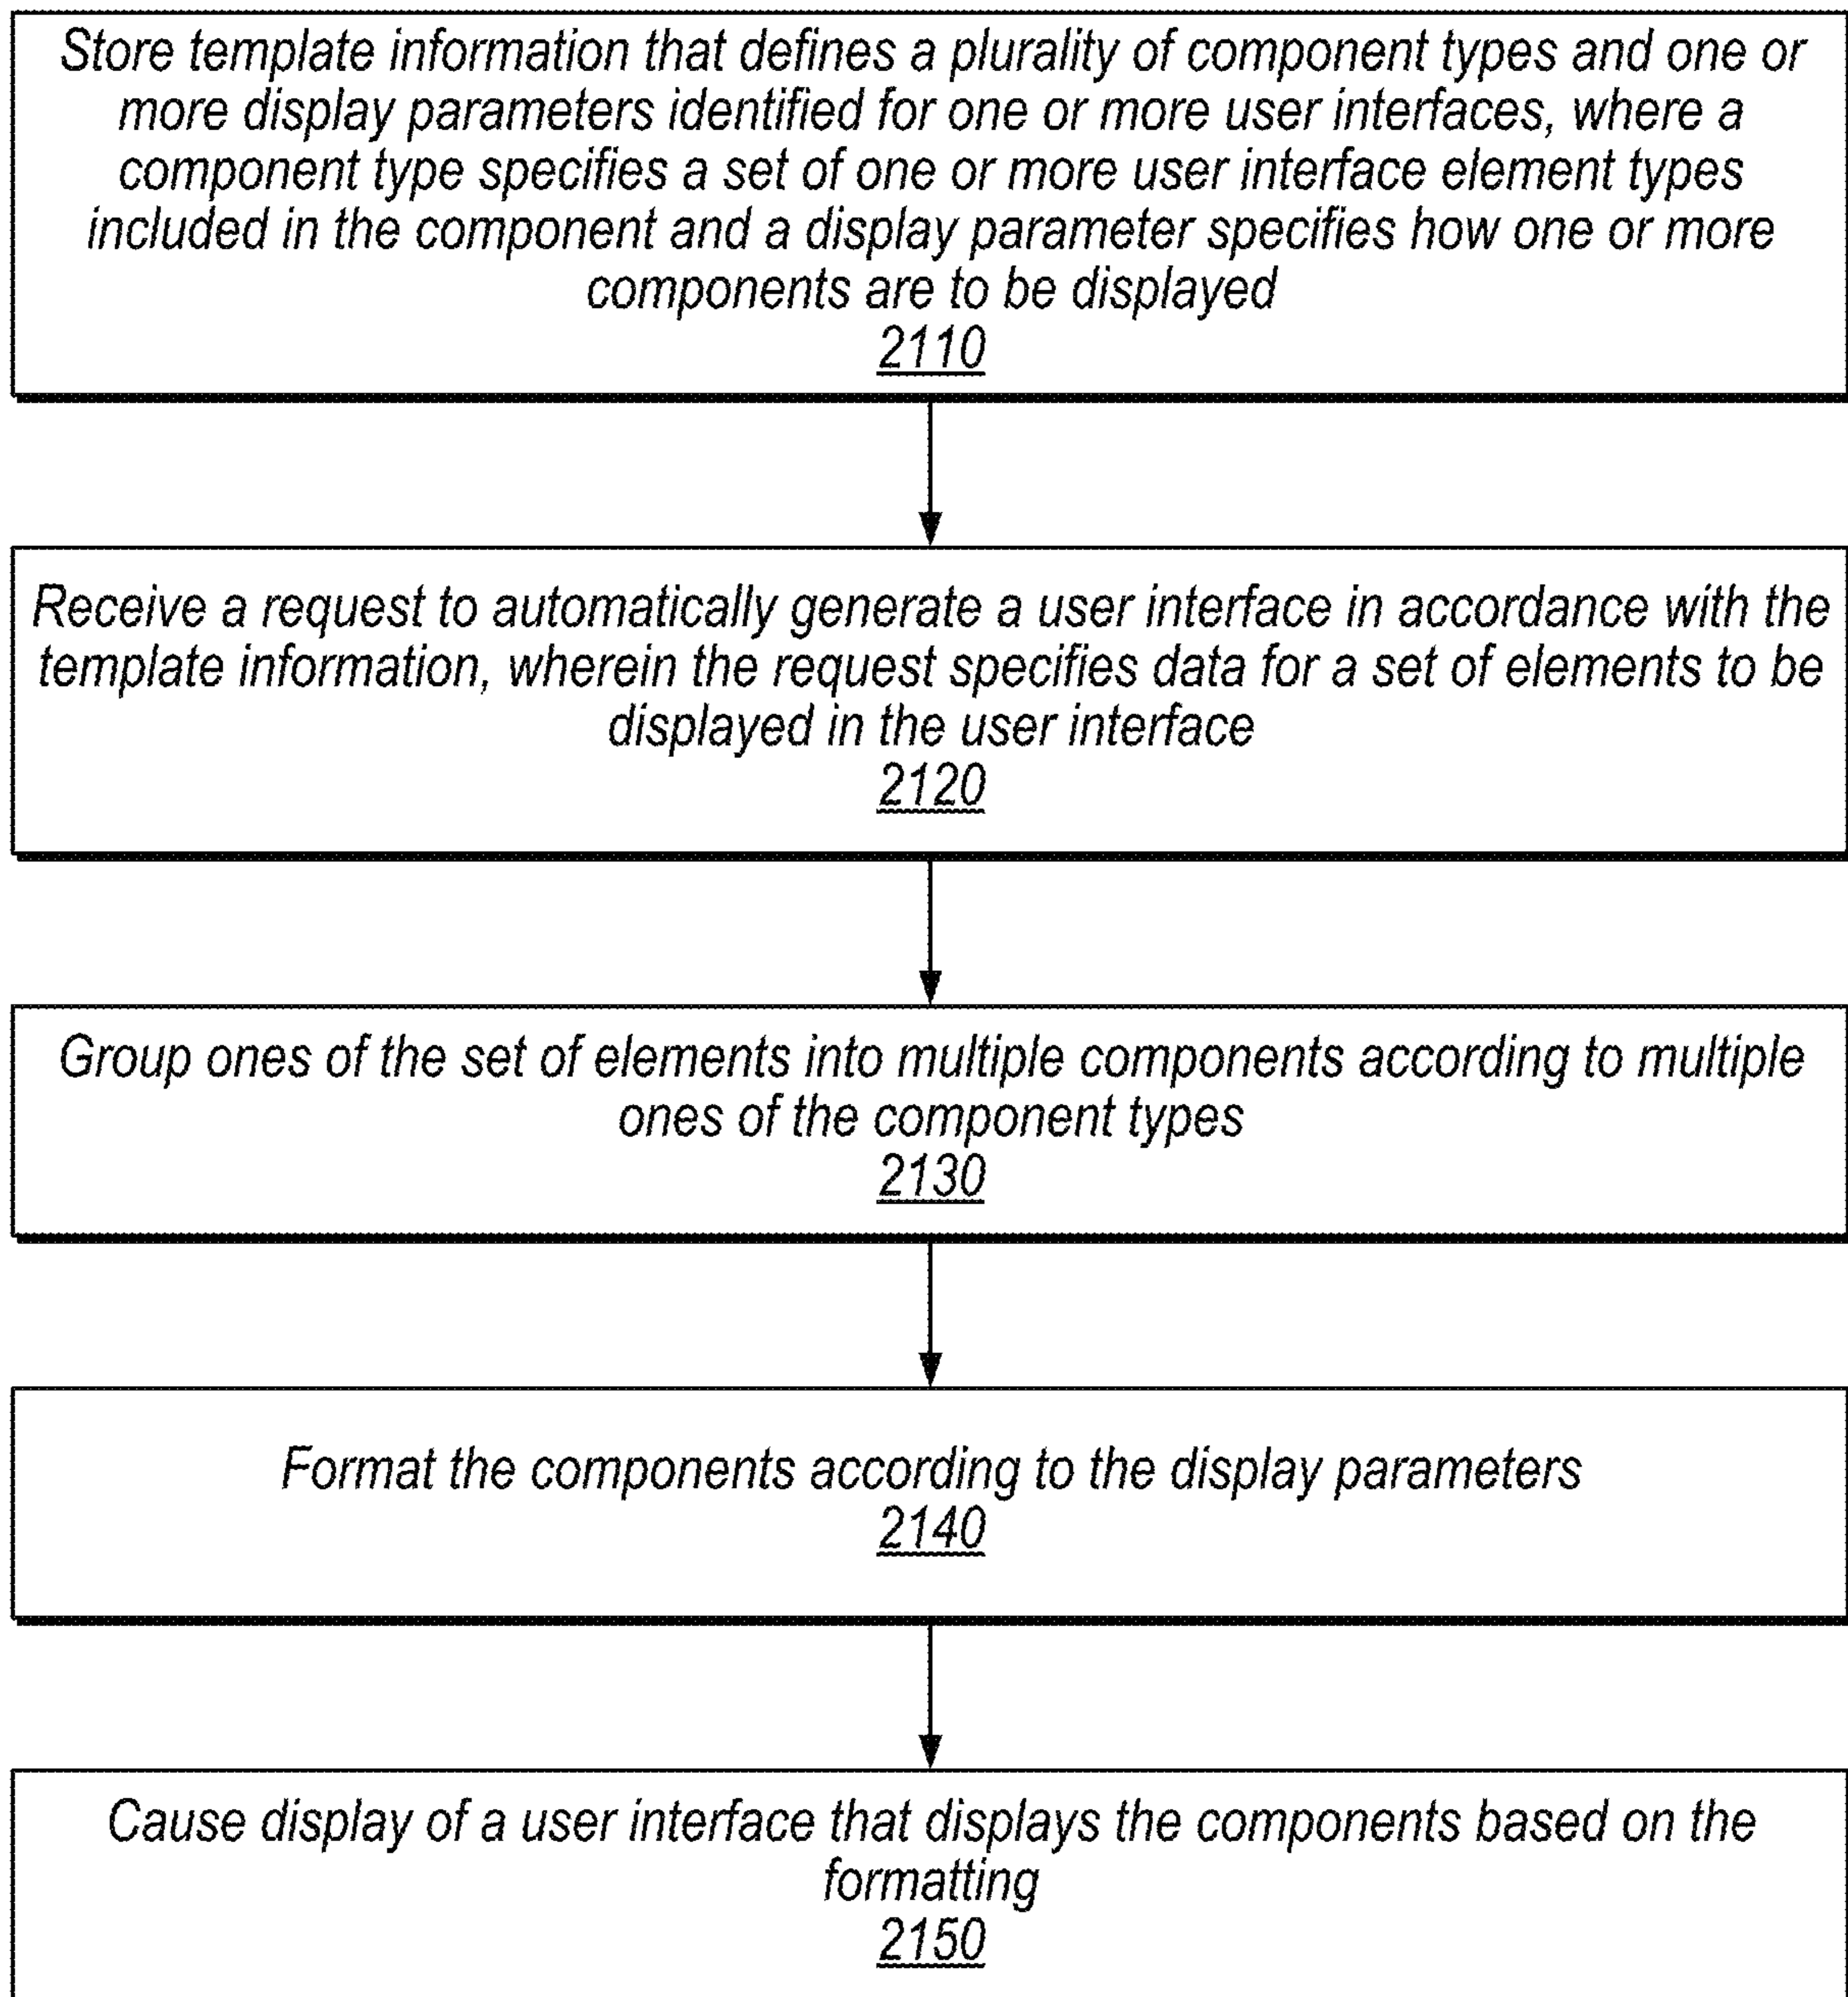 Store template information that defines a plurality of component types and one or
more display parameters identified for one or more user interfaces, where a
component type specifies a set of one or more user interface element types
included in the component and a display parameter specifies how one or more
components are to be displayed
2110
Receive a request to automatically generate a user interface in accordance with the
template information, wherein the request specifies data for a set of elements to be
displayed in the user interface
2120
Group ones of the set of elements into multiple components according to multiple
ones of the component types
2130
Format the components according to the display parameters
2140
Cause display of a user interface that displays the components based on the
formatting
2150